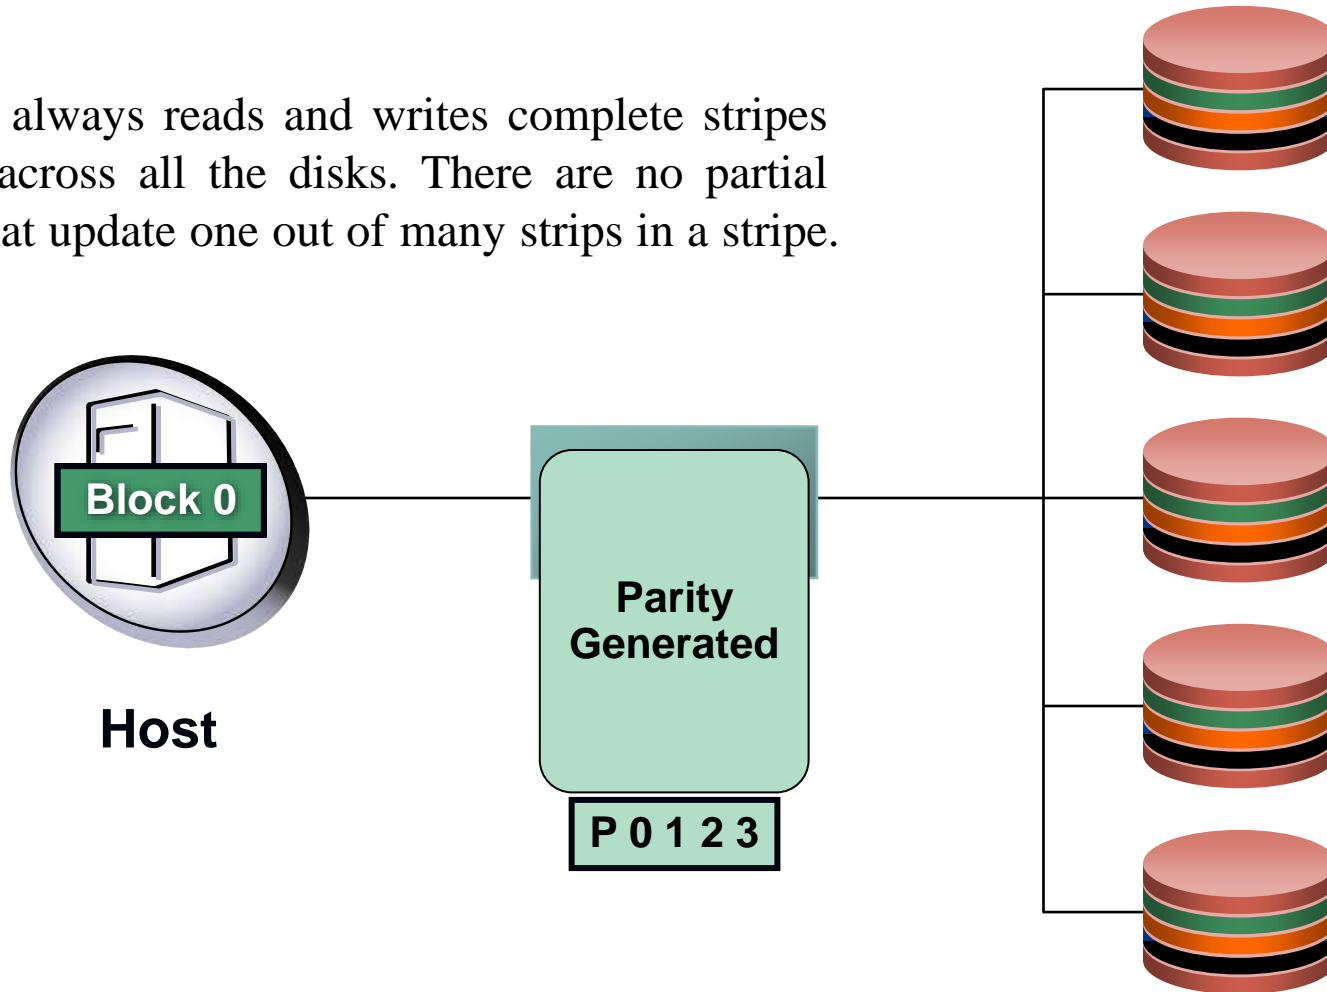 always reads and writes complete stripes
across all the disks. There are no partial
at update one out of many strips in a stripe.
Block 0
Parity
Generated
Host
P 0 1 2 3